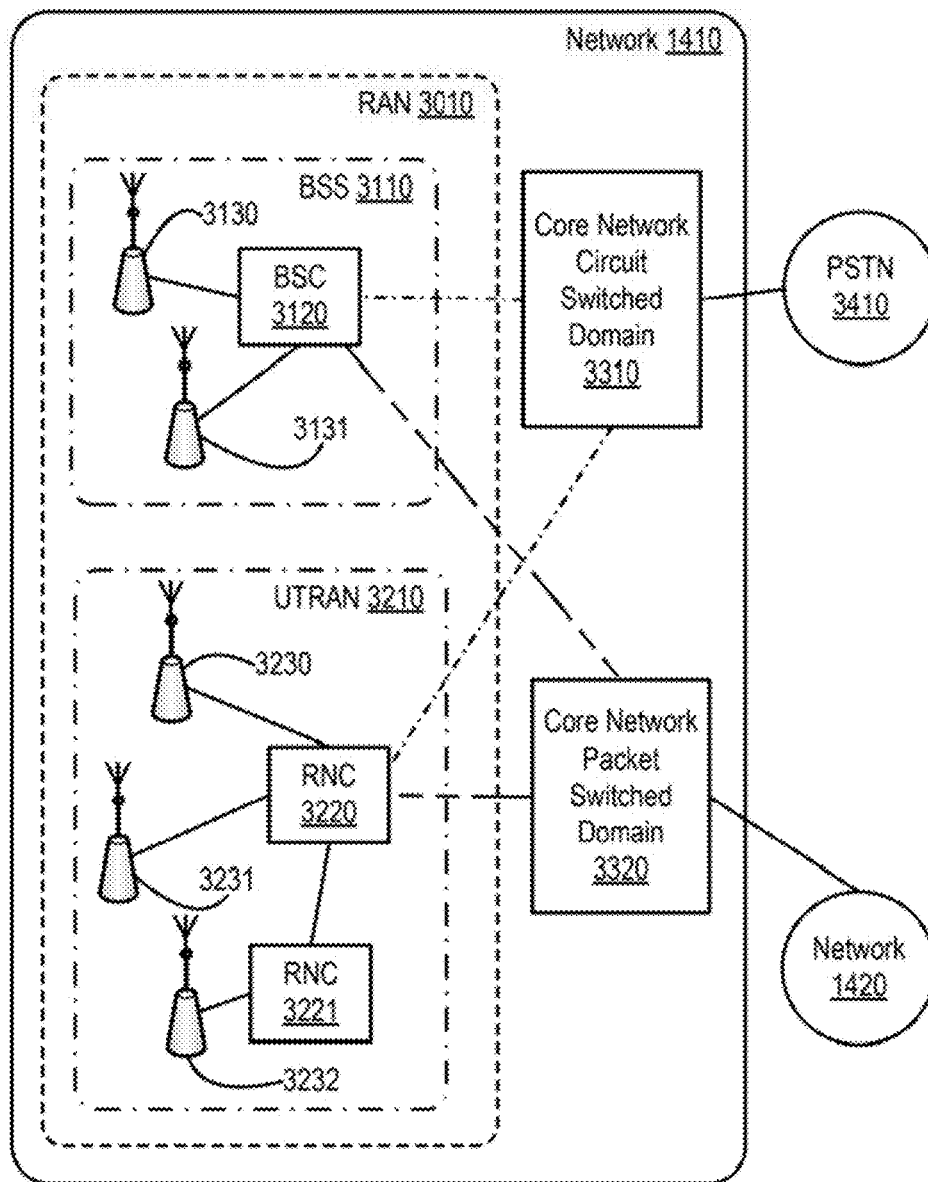 Network 1410
RAN 3010
BSS 3110
3130
BSC
3120
3131
Core Network
Circuit
Switched
Domain
3310
PSTN
3410
UTRAN 3210
3230
RNC
3220
3231
RNC
3221
3232
Core Network
Packet
Switched
Domain
3320
Network
1420